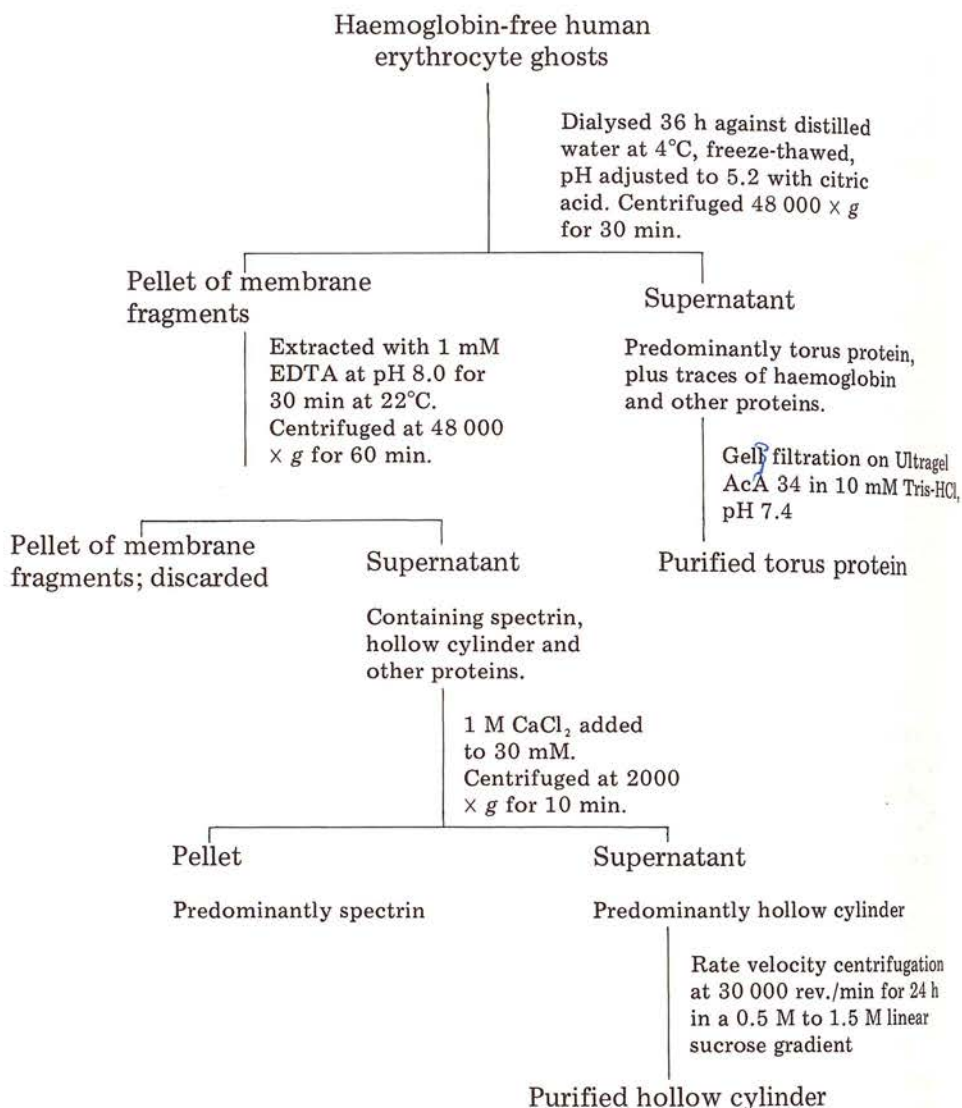 Haemoglobin-free human
erythrocyte ghosts
Dialysed 36 h against distilled
water at 4°C, freeze-thawed,
pH adjusted to 5.2 with citric
acid. Centrifuged 48 000 × g
for 30 min.
Pellet of membrane
fragments
Supernatant
Extracted with 1 mM
EDTA at pH 8.0 for
30 min at 22°C.
Centrifuged at 48 000
× g for 60 min.
Predominantly torus protein,
plus traces of haemoglobin
and other proteins.
Gell filtration on Ultragel
AcA 34 in 10 mM Tris-HCl,
pH 7.4
Pellet of membrane
fragments; discarded
Supernatant
Purified torus protein
Containing spectrin,
hollow cylinder and
other proteins.
1 M CaCl₂ added
to 30 mM.
Centrifuged at 2000
× g for 10 min.
Pellet
Supernatant
Predominantly spectrin
Predominantly hollow cylinder
Rate velocity centrifugation
at 30 000 rev./min for 24 h
in a 0.5 M to 1.5 M linear
sucrose gradient
Purified hollow cylinder